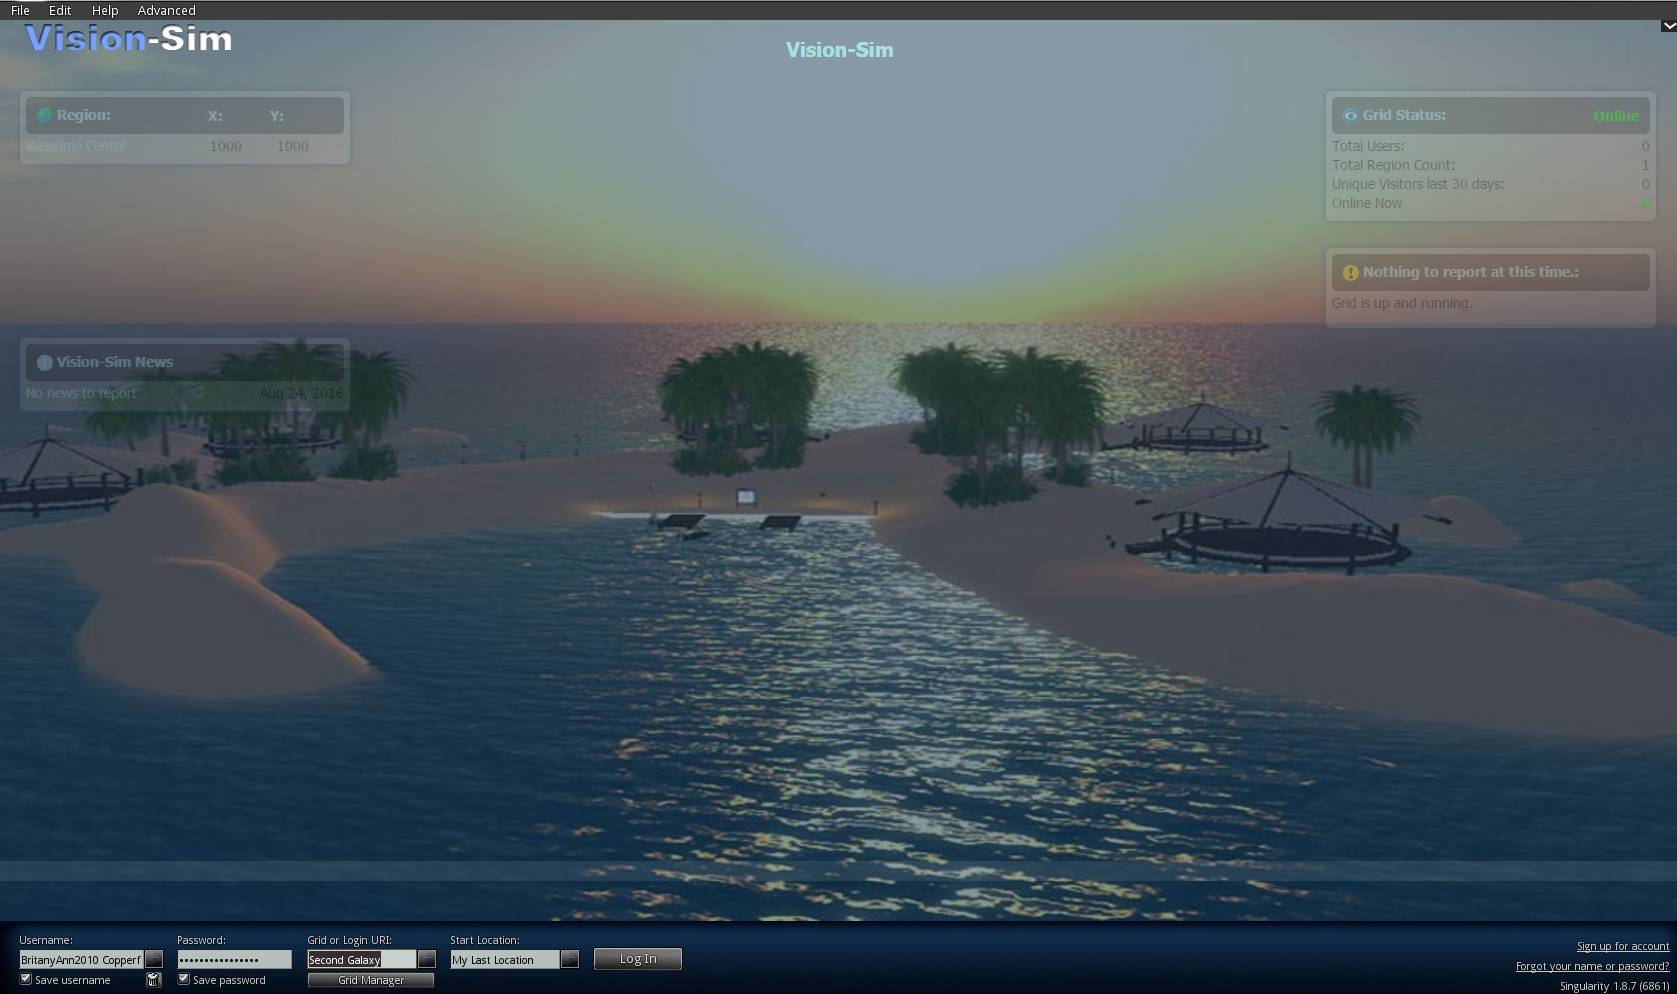 File Edit Help Advanced
Vision-Sim
Vision-Sim
Region: X: Y:
Welcome Center 1000 1000
Grid Status: Online
Total Users: 0
Total Region Count: 1
Unique Visitors last 30 days: 0
Online Now
Nothing to report at this time.:
Grid is up and running.
Vision-Sim News
No news to report Aug 24, 2016
Username: Password: Grid or Login URI: Start Location:
BritanyAnn2010 Copperf •••••••••••••••• Second Galaxy My Last Location Log In
Save username Save password Grid Manager
Sign up for account
Forgot your name or password?
Singularity 1.8.7 (6861)